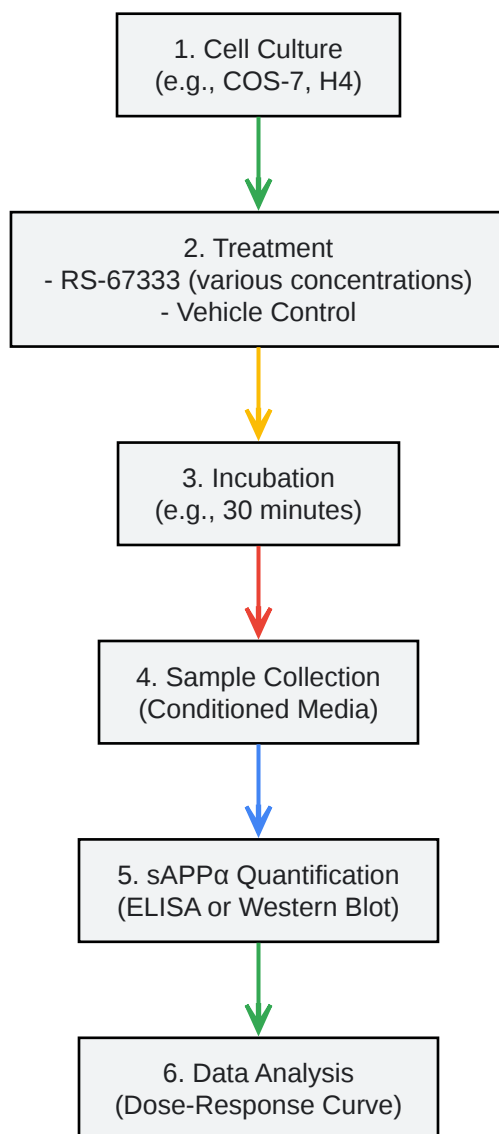 1. Cell Culture
(e.g., COS-7, H4)
2. Treatment
- RS-67333 (various concentrations)
- Vehicle Control
3. Incubation
(e.g., 30 minutes)
4. Sample Collection
(Conditioned Media)
5. sAPPα Quantification
(ELISA or Western Blot)
6. Data Analysis
(Dose-Response Curve)